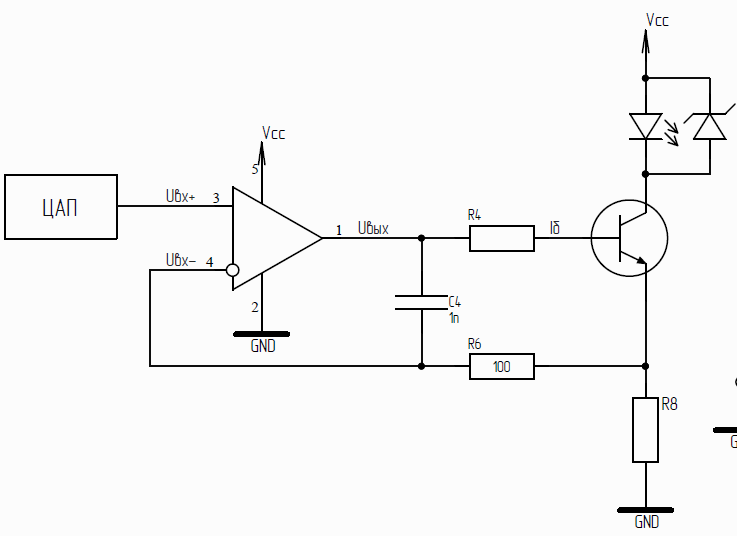 Vcc
Vcc
5
ЦАП
Uвх+ 3
1 Uвых
R4
Iб
Uвх– 4
2
GND
C4
1n
R6
100
R8
GND